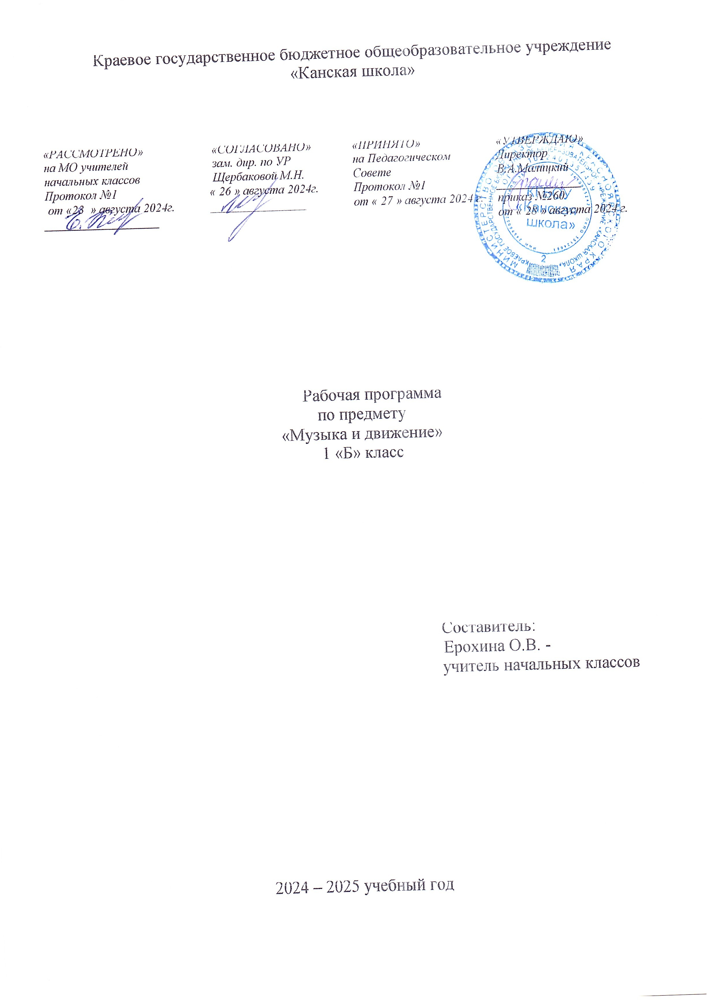 Краевое государственное бюджетное общеобразовательное учреждение
«Канская школа»
«РАССМОТРЕНО»
на МО учителей
начальных классов
Протокол №1
от «23 » августа 2024г.
«СОГЛАСОВАНО»
зам. дир. по УР
Щербаковой М.Н.
« 26 » августа 2024г.
«ПРИНЯТО»
на Педагогическом
Совете
Протокол №1
от « 27 » августа 2024 г.
«УТВЕРЖДАЮ»
Директор
В.А.Малицкий
приказ №260
от « 28 » августа 2024 г.
КГБОУ
«Канская
школа»
2
Рабочая программа
по предмету
«Музыка и движение»
1 «Б» класс
Составитель:
Ерохина О.В. -
учитель начальных классов
2024 – 2025 учебный год